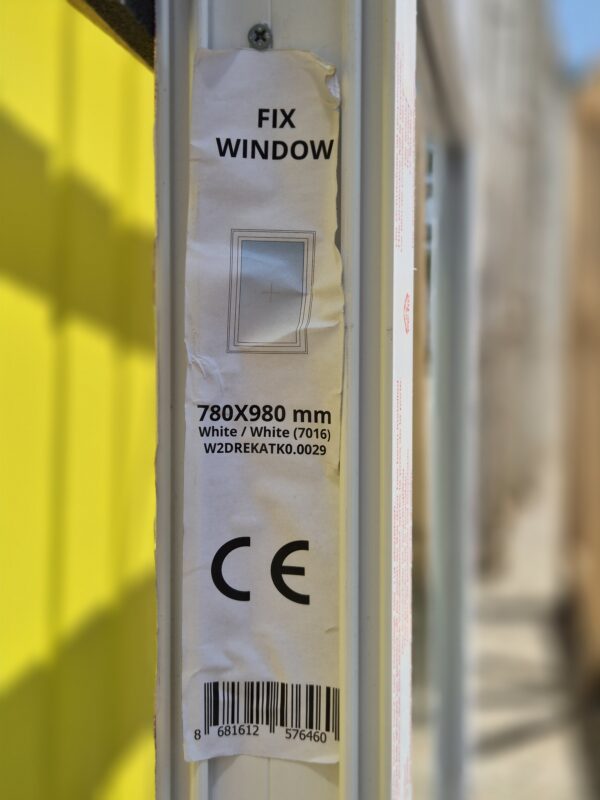 FIX
WINDOW
780X980 mm
White / White (7016)
W2DREKATK0.0029
CE
8 681612 576460